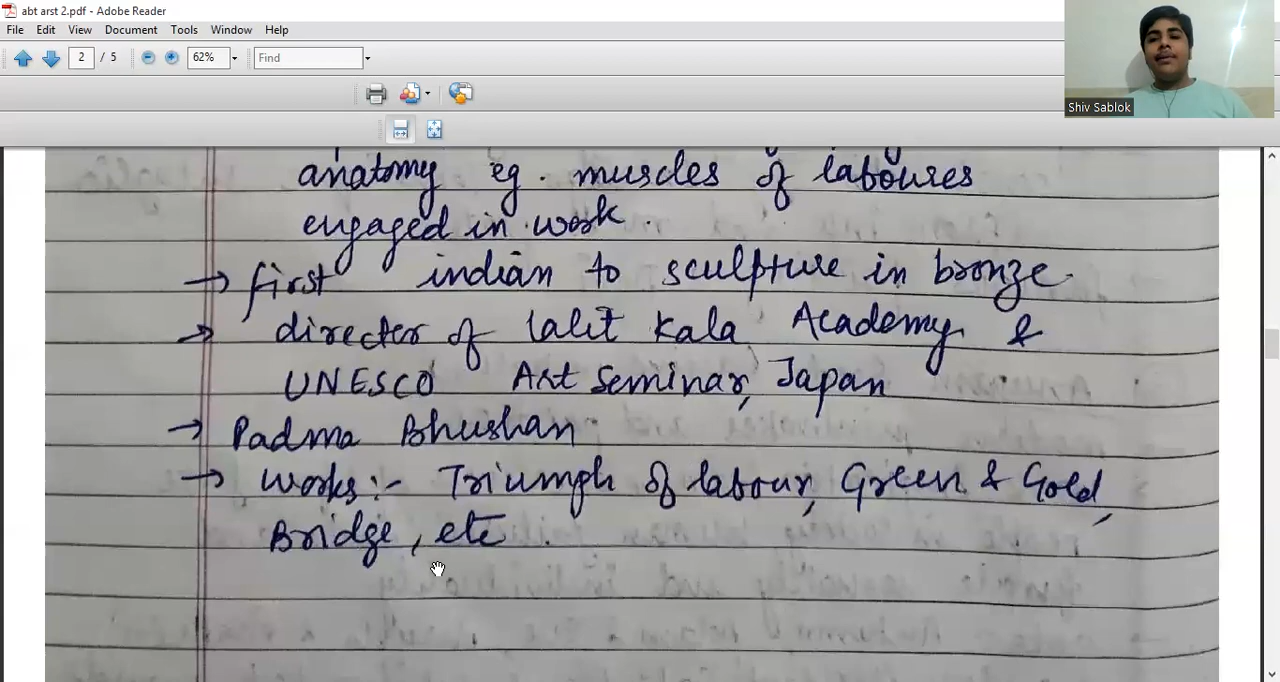 abt arst 2.pdf - Adobe Reader
File Edit View Document Tools Window Help
2 / 5 62% Find
Shiv Sablok
anatomy eg. muscles of laboures
engaged in work.
→ first indian to sculpture in bronze.
→ director of lalit Kala Academy &
UNESCO Art Seminar, Japan
→ Padma Bhushan
→ works:- Triumph of labour, Green & Gold,
Bridge, etc.